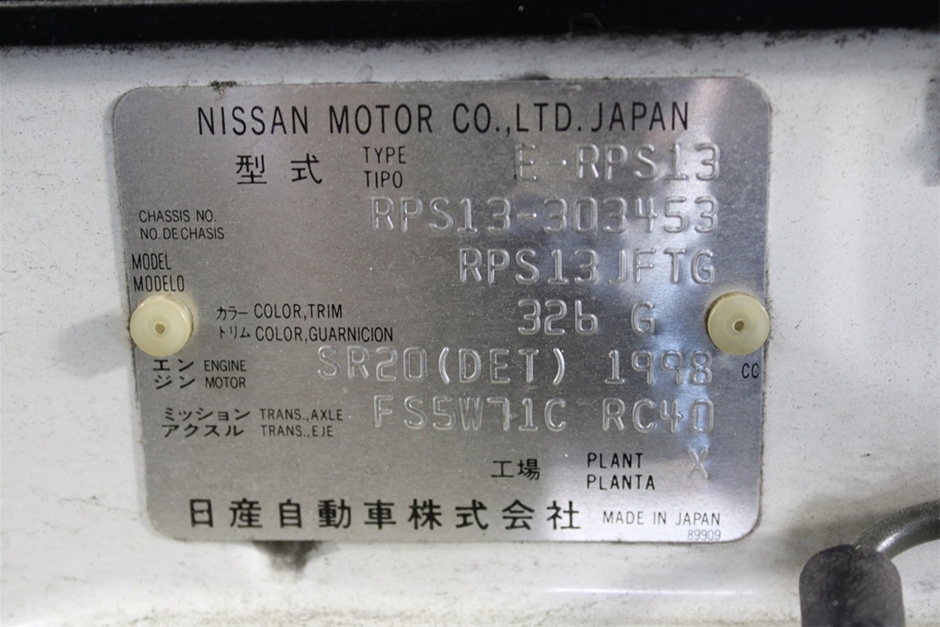 NISSAN MOTOR CO.,LTD. JAPAN
型式 TYPE TIPO E-RPS13
CHASSIS NO. NO.DE CHASIS RPS13-303453
MODEL MODELO RPS13JFTG
カラー COLOR,TRIM
トリム COLOR,GUARNICION 326 G
エン ENGINE
ジン MOTOR SR20(DET) 1998 CC
ミッション TRANS.,AXLE
アクスル TRANS.,EJE FS5W71C RC40
工場 PLANT PLANTA X
日産自動車株式会社 MADE IN JAPAN
89909